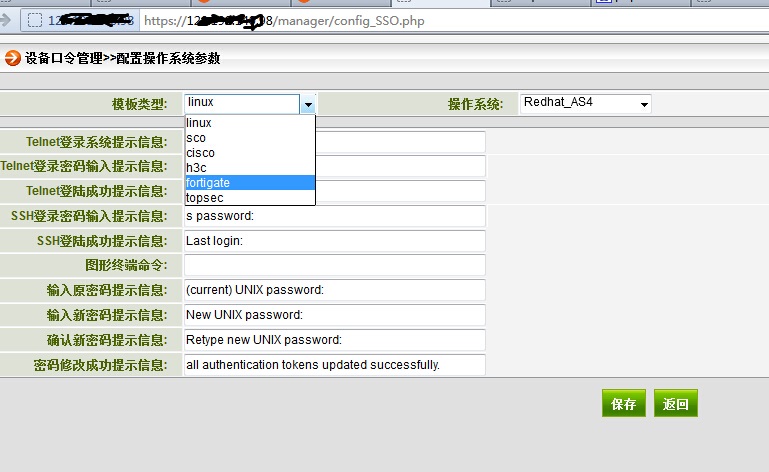 https://12 98/manager/config_SSO.php
设备口令管理>>配置操作系统参数
模板类型: linux 操作系统: Redhat_AS4
linux
sco
cisco
h3c
fortigate
topsec
Telnet登录系统提示信息:
Telnet登录密码输入提示信息:
Telnet登陆成功提示信息:
SSH登录密码输入提示信息: s password:
SSH登陆成功提示信息: Last login:
图形终端命令:
输入原密码提示信息: (current) UNIX password:
输入新密码提示信息: New UNIX password:
确认新密码提示信息: Retype new UNIX password:
密码修改成功提示信息: all authentication tokens updated successfully.
保存 返回